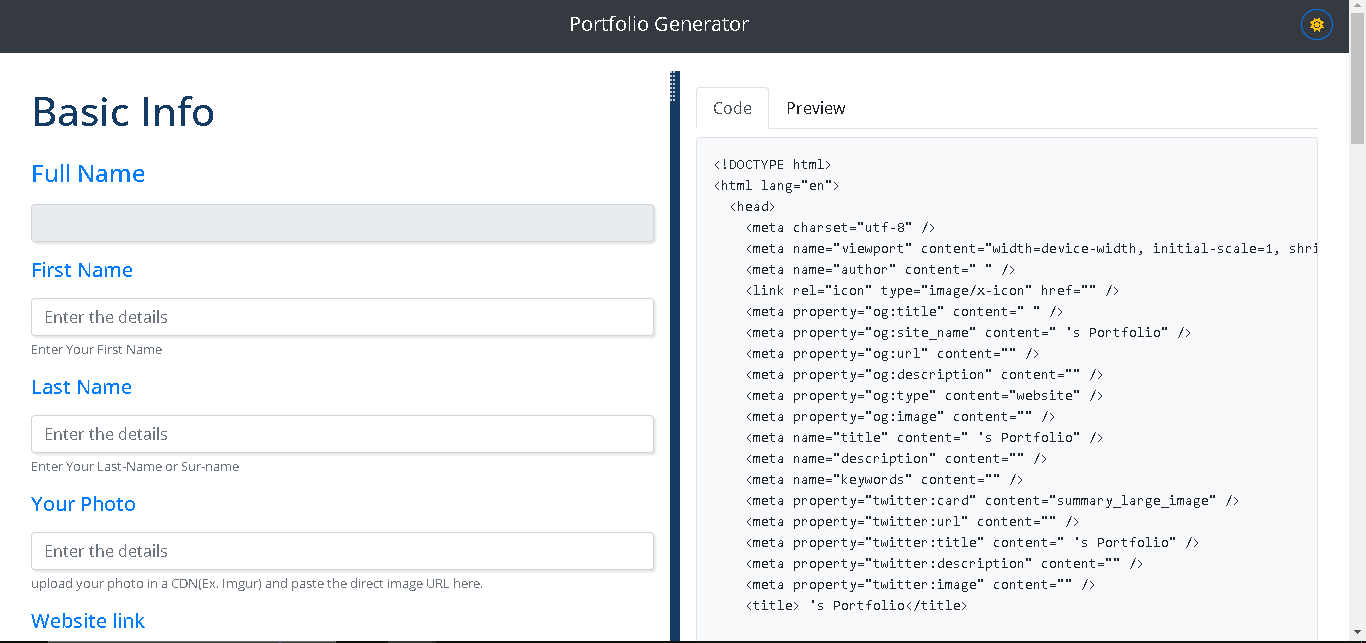 Portfolio Generator
Basic Info
Full Name
First Name
Enter the details
Enter Your First Name
Last Name
Enter the details
Enter Your Last-Name or Sur-name
Your Photo
Enter the details
upload your photo in a CDN(Ex. Imgur) and paste the direct image URL here.
Website link
Code Preview
<!DOCTYPE html>
<html lang="en">
<head>
<meta charset="utf-8" />
<meta name="viewport" content="width=device-width, initial-scale=1, shri
<meta name="author" content=" " />
<link rel="icon" type="image/x-icon" href="" />
<meta property="og:title" content=" " />
<meta property="og:site_name" content=" 's Portfolio" />
<meta property="og:url" content="" />
<meta property="og:description" content="" />
<meta property="og:type" content="website" />
<meta property="og:image" content="" />
<meta name="title" content=" 's Portfolio" />
<meta name="description" content="" />
<meta name="keywords" content="" />
<meta property="twitter:card" content="summary_large_image" />
<meta property="twitter:url" content="" />
<meta property="twitter:title" content=" 's Portfolio" />
<meta property="twitter:description" content="" />
<meta property="twitter:image" content="" />
<title> 's Portfolio</title>